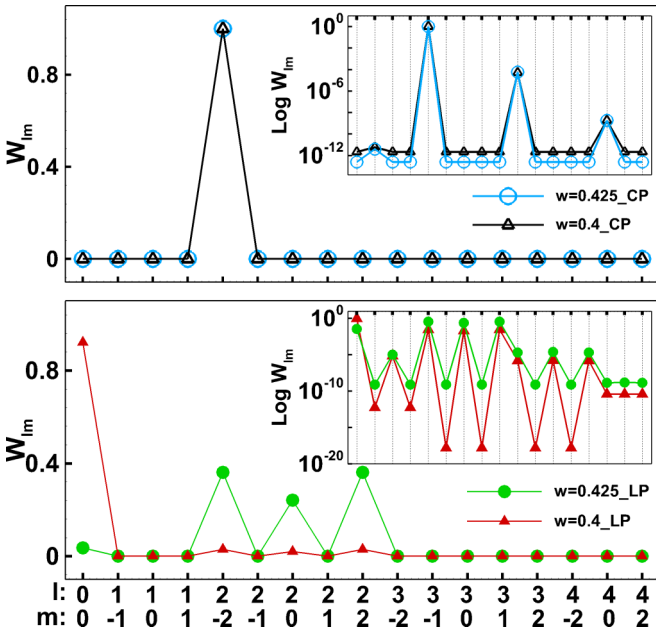 W_lm
0.8
0.4
0
Log W_lm
10^0
10^-6
10^-12
w=0.425_CP
w=0.4_CP
W_lm
0.8
0.4
0
Log W_lm
10^0
10^-10
10^-20
w=0.425_LP
w=0.4_LP
l: 0 1 1 1 2 2 2 2 2 3 3 3 3 3 4 4 4
m: 0 -1 0 1 -2 -1 0 1 2 -2 -1 0 1 2 -2 0 2